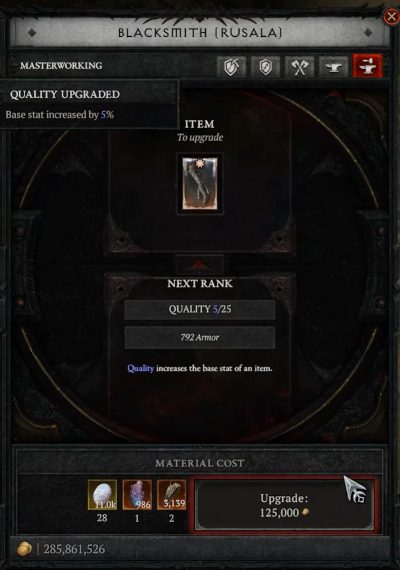 BLACKSMITH (RUSALA)
MASTERWORKING
QUALITY UPGRADED
Base stat increased by 5%
ITEM
To upgrade
NEXT RANK
QUALITY 5/25
792 Armor
Quality increases the base stat of an item.
MATERIAL COST
11.0k 986 3,139
28 1 2
Upgrade:
125,000
285,861,526